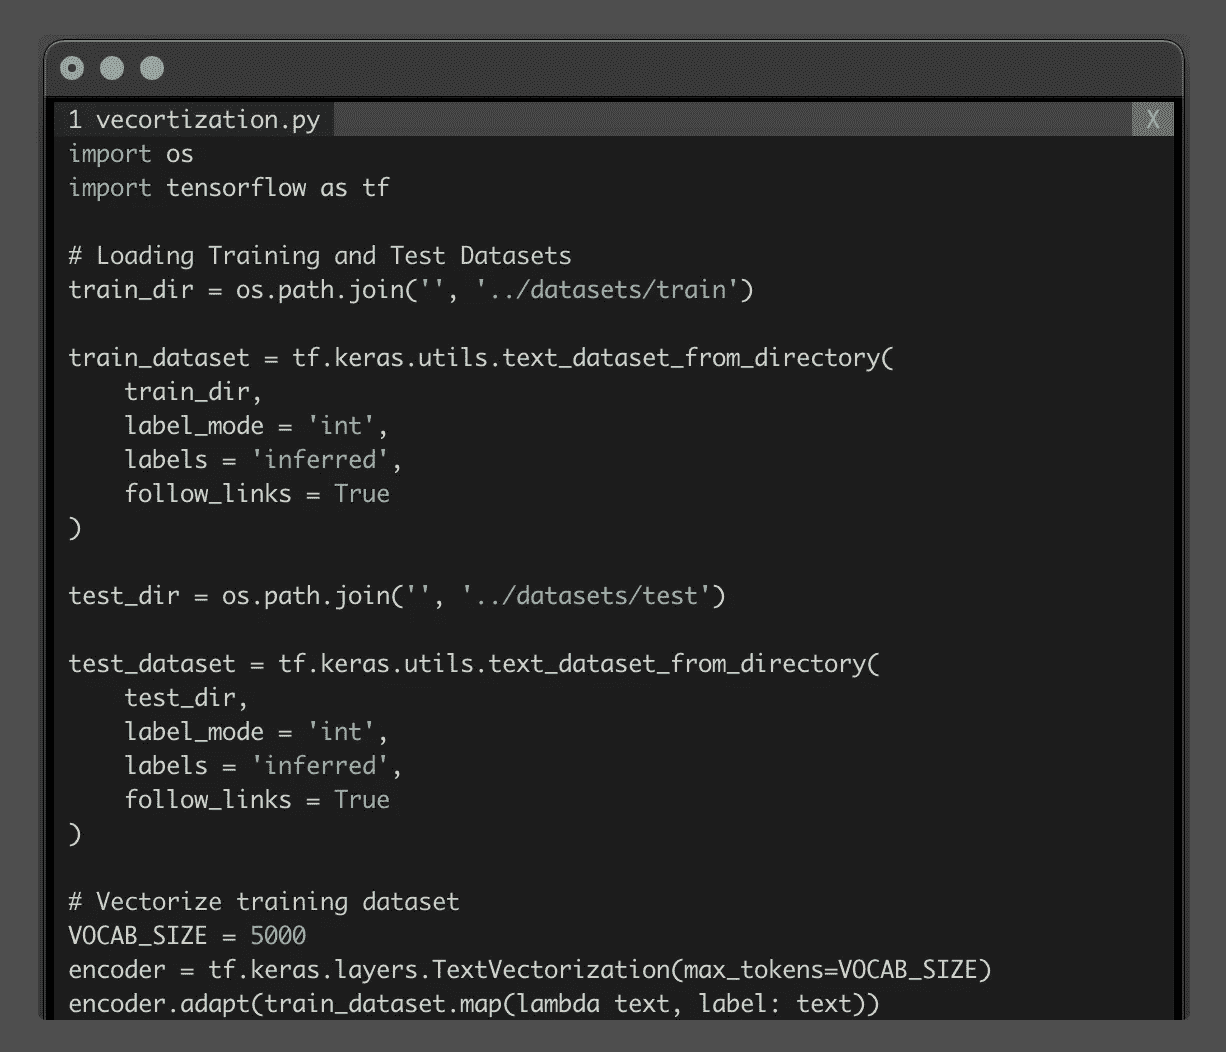 1 vecortization.py X
import os
import tensorflow as tf
# Loading Training and Test Datasets
train_dir = os.path.join('', '../datasets/train')
train_dataset = tf.keras.utils.text_dataset_from_directory(
    train_dir,
    label_mode = 'int',
    labels = 'inferred',
    follow_links = True
)
test_dir = os.path.join('', '../datasets/test')
test_dataset = tf.keras.utils.text_dataset_from_directory(
    test_dir,
    label_mode = 'int',
    labels = 'inferred',
    follow_links = True
)
# Vectorize training dataset
VOCAB_SIZE = 5000
encoder = tf.keras.layers.TextVectorization(max_tokens=VOCAB_SIZE)
encoder.adapt(train_dataset.map(lambda text, label: text))